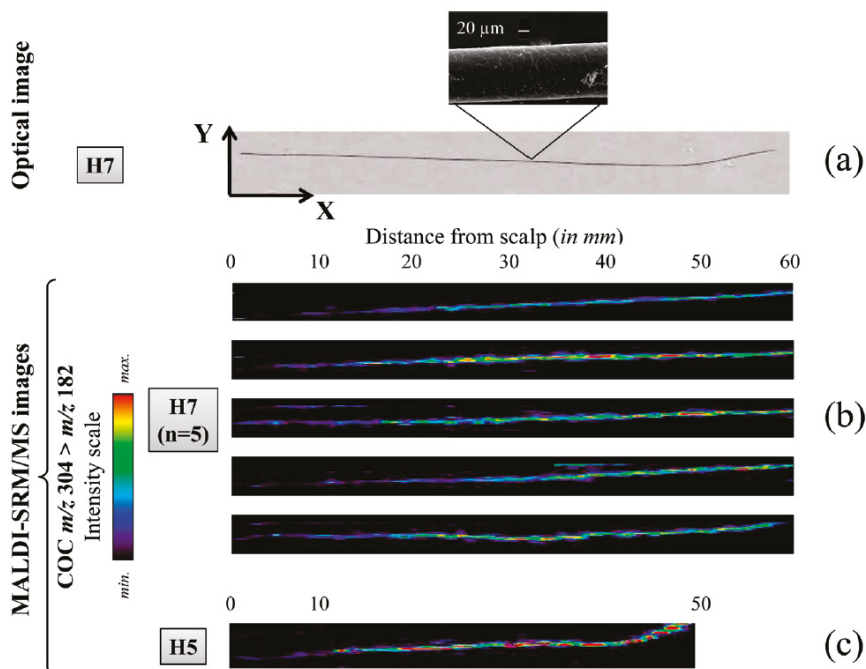 Optical image
H7
20 µm
Y
X
(a)
Distance from scalp (in mm)
0 10 20 30 40 50 60
MALDI-SRM/MS images
COC m/z 304 > m/z 182
Intensity scale
max.
min.
H7
(n=5)
(b)
0 10 50
H5
(c)